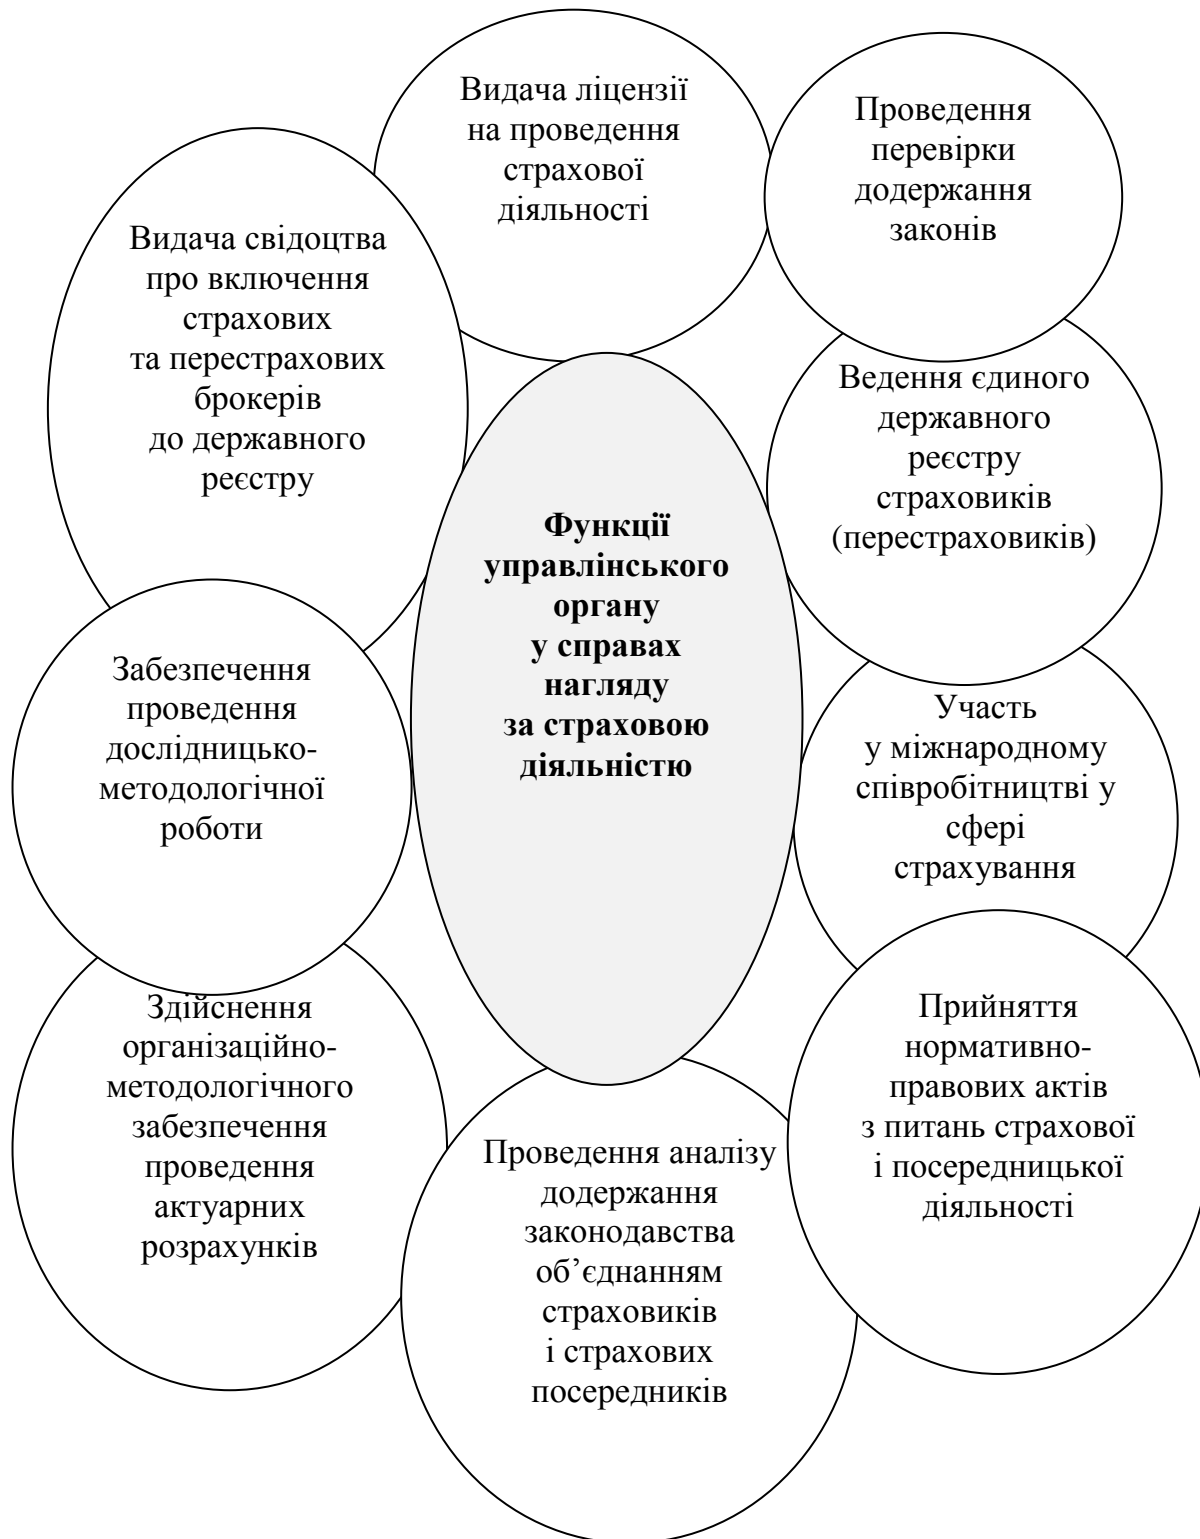 Видача ліцензії
на проведення
страхової
діяльності
Проведення
перевірки
додержання
законів
Видача свідоцтва
про включення
страхових
та перестрахових
брокерів
до державного
реєстру
Ведення єдиного
державного
реєстру
страховиків
(перестраховиків)
Функції
управлінського
органу
у справах
нагляду
за страховою
діяльністю
Забезпечення
проведення
дослідницько-
методологічної
роботи
Участь
у міжнародному
співробітництві у
сфері
страхування
Здійснення
організаційно-
методологічного
забезпечення
проведення
актуарних
розрахунків
Прийняття
нормативно-
правових актів
з питань страхової
і посередницької
діяльності
Проведення аналізу
додержання
законодавства
об’єднанням
страховиків
і страхових
посередників